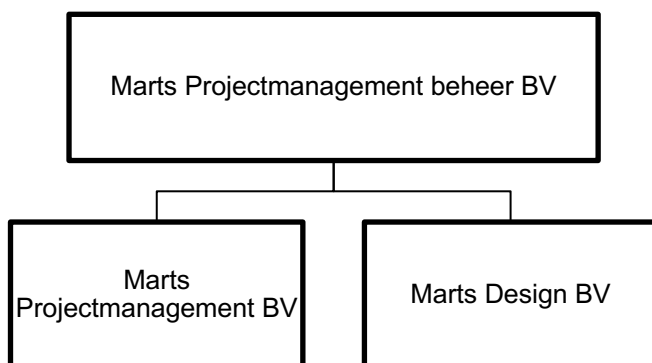 Marts Projectmanagement beheer BV
Marts
Projectmanagement BV
Marts Design BV